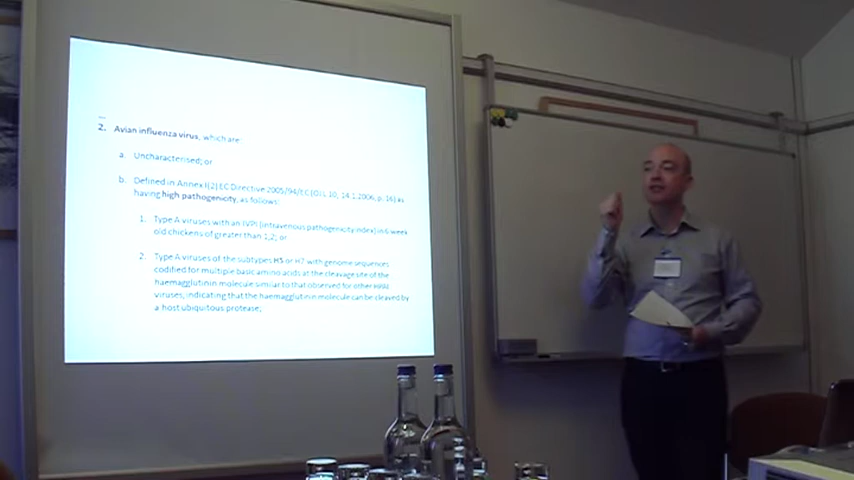 2. Avian influenza virus, which are:
a. Uncharacterised; or
b. Defined in Annex I(2) EC Directive 2005/94/EC (OJ L 10, 14.1.2006, p. 16) as
having high pathogenicity, as follows:
1. Type A viruses with an IVPI (intravenous pathogenicity index) in 6 week
old chickens of greater than 1,2; or
2. Type A viruses of the subtypes H5 or H7 with genome sequences
codified for multiple basic amino acids at the cleavage site of the
haemagglutinin molecule similar to that observed for other HPAI
viruses, indicating that the haemagglutinin molecule can be cleaved by
a host ubiquitous protease;